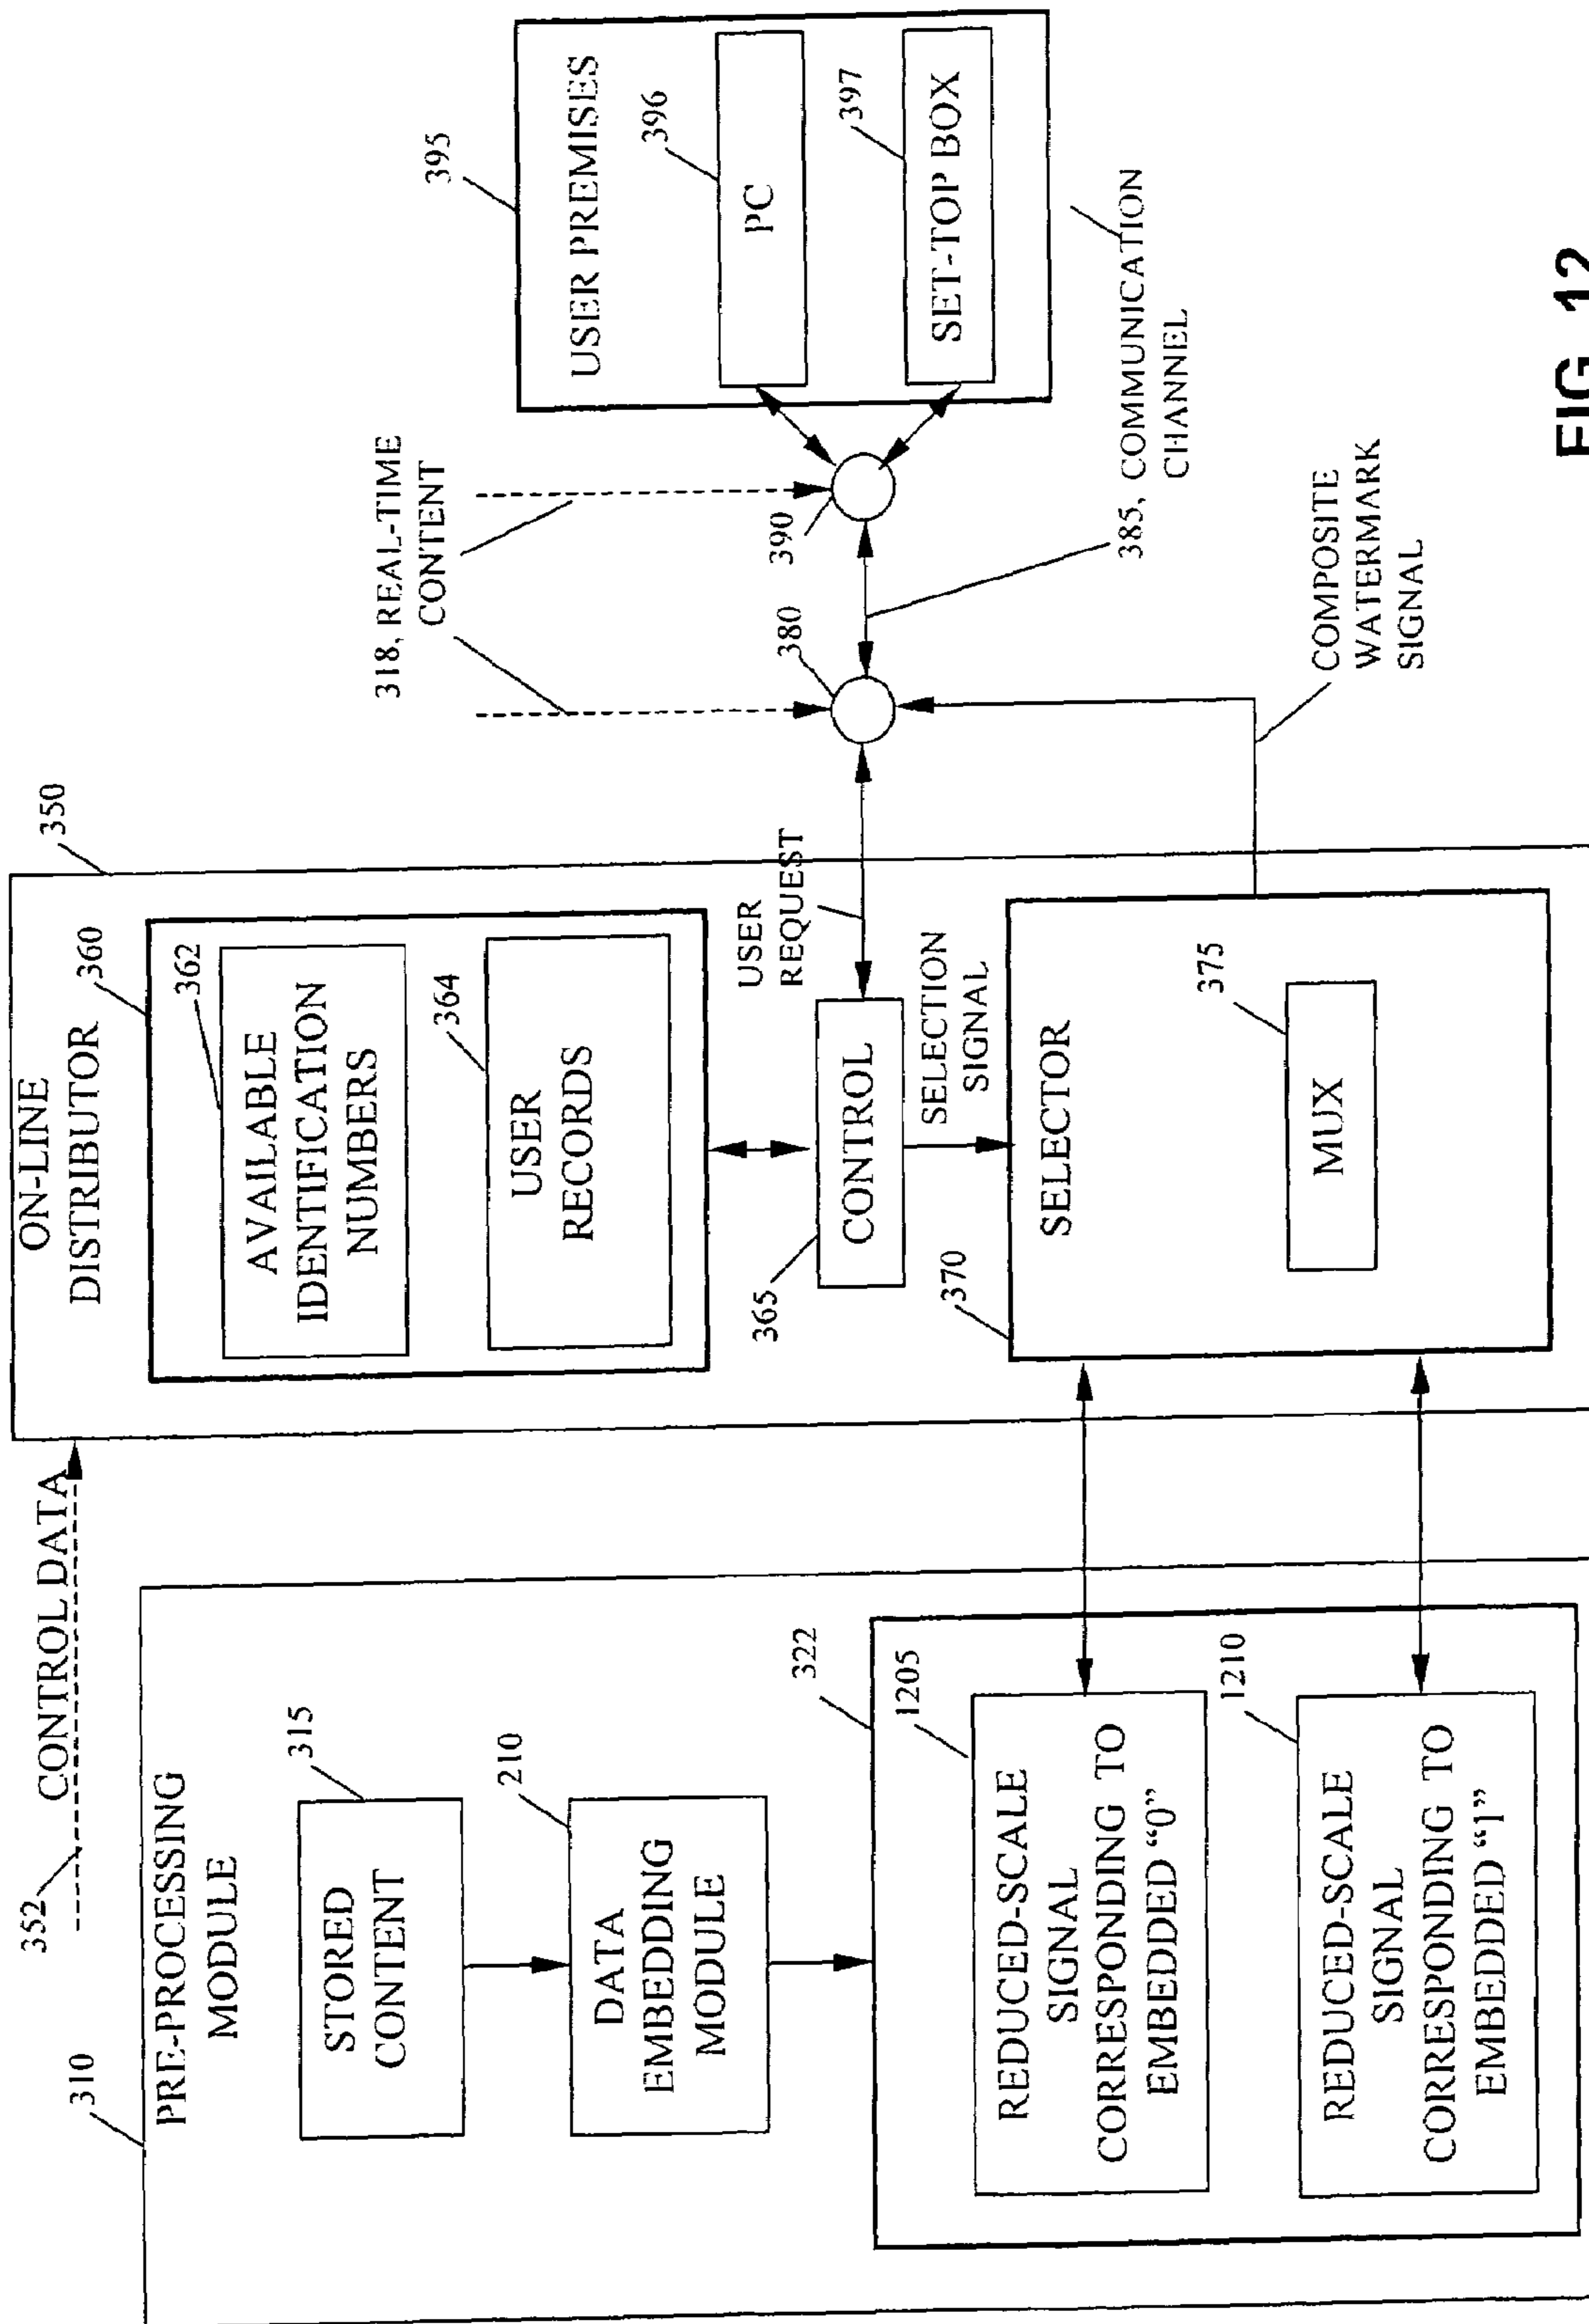 352
CONTROL DATA
310
PRE-PROCESSING
MODULE
315
STORED
CONTENT
210
DATA
EMBEDDING
MODULE
322
1205
REDUCED-SCALE
SIGNAL
CORRESPONDING TO
EMBEDDED “0”
1210
REDUCED-SCALE
SIGNAL
CORRESPONDING TO
EMBEDDED “1”
350
ON-LINE
DISTRIBUTOR
360
362
AVAILABLE
IDENTIFICATION
NUMBERS
364
USER
RECORDS
365
CONTROL
USER
REQUEST
SELECTION
SIGNAL
370
SELECTOR
375
MUX
318, REAL-TIME
CONTENT
380
390
385, COMMUNICATION
CHANNEL
COMPOSITE
WATERMARK
SIGNAL
395
USER PREMISES
396
PC
397
SET-TOP BOX
FIG. 12